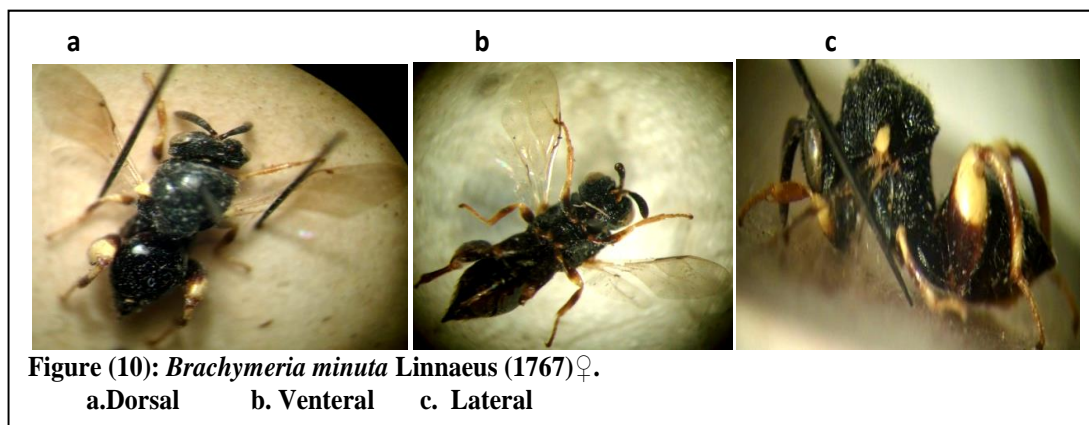 a b c
Figure (10): Brachymeria minuta Linnaeus (1767)♀.
a.Dorsal b. Venteral c. Lateral